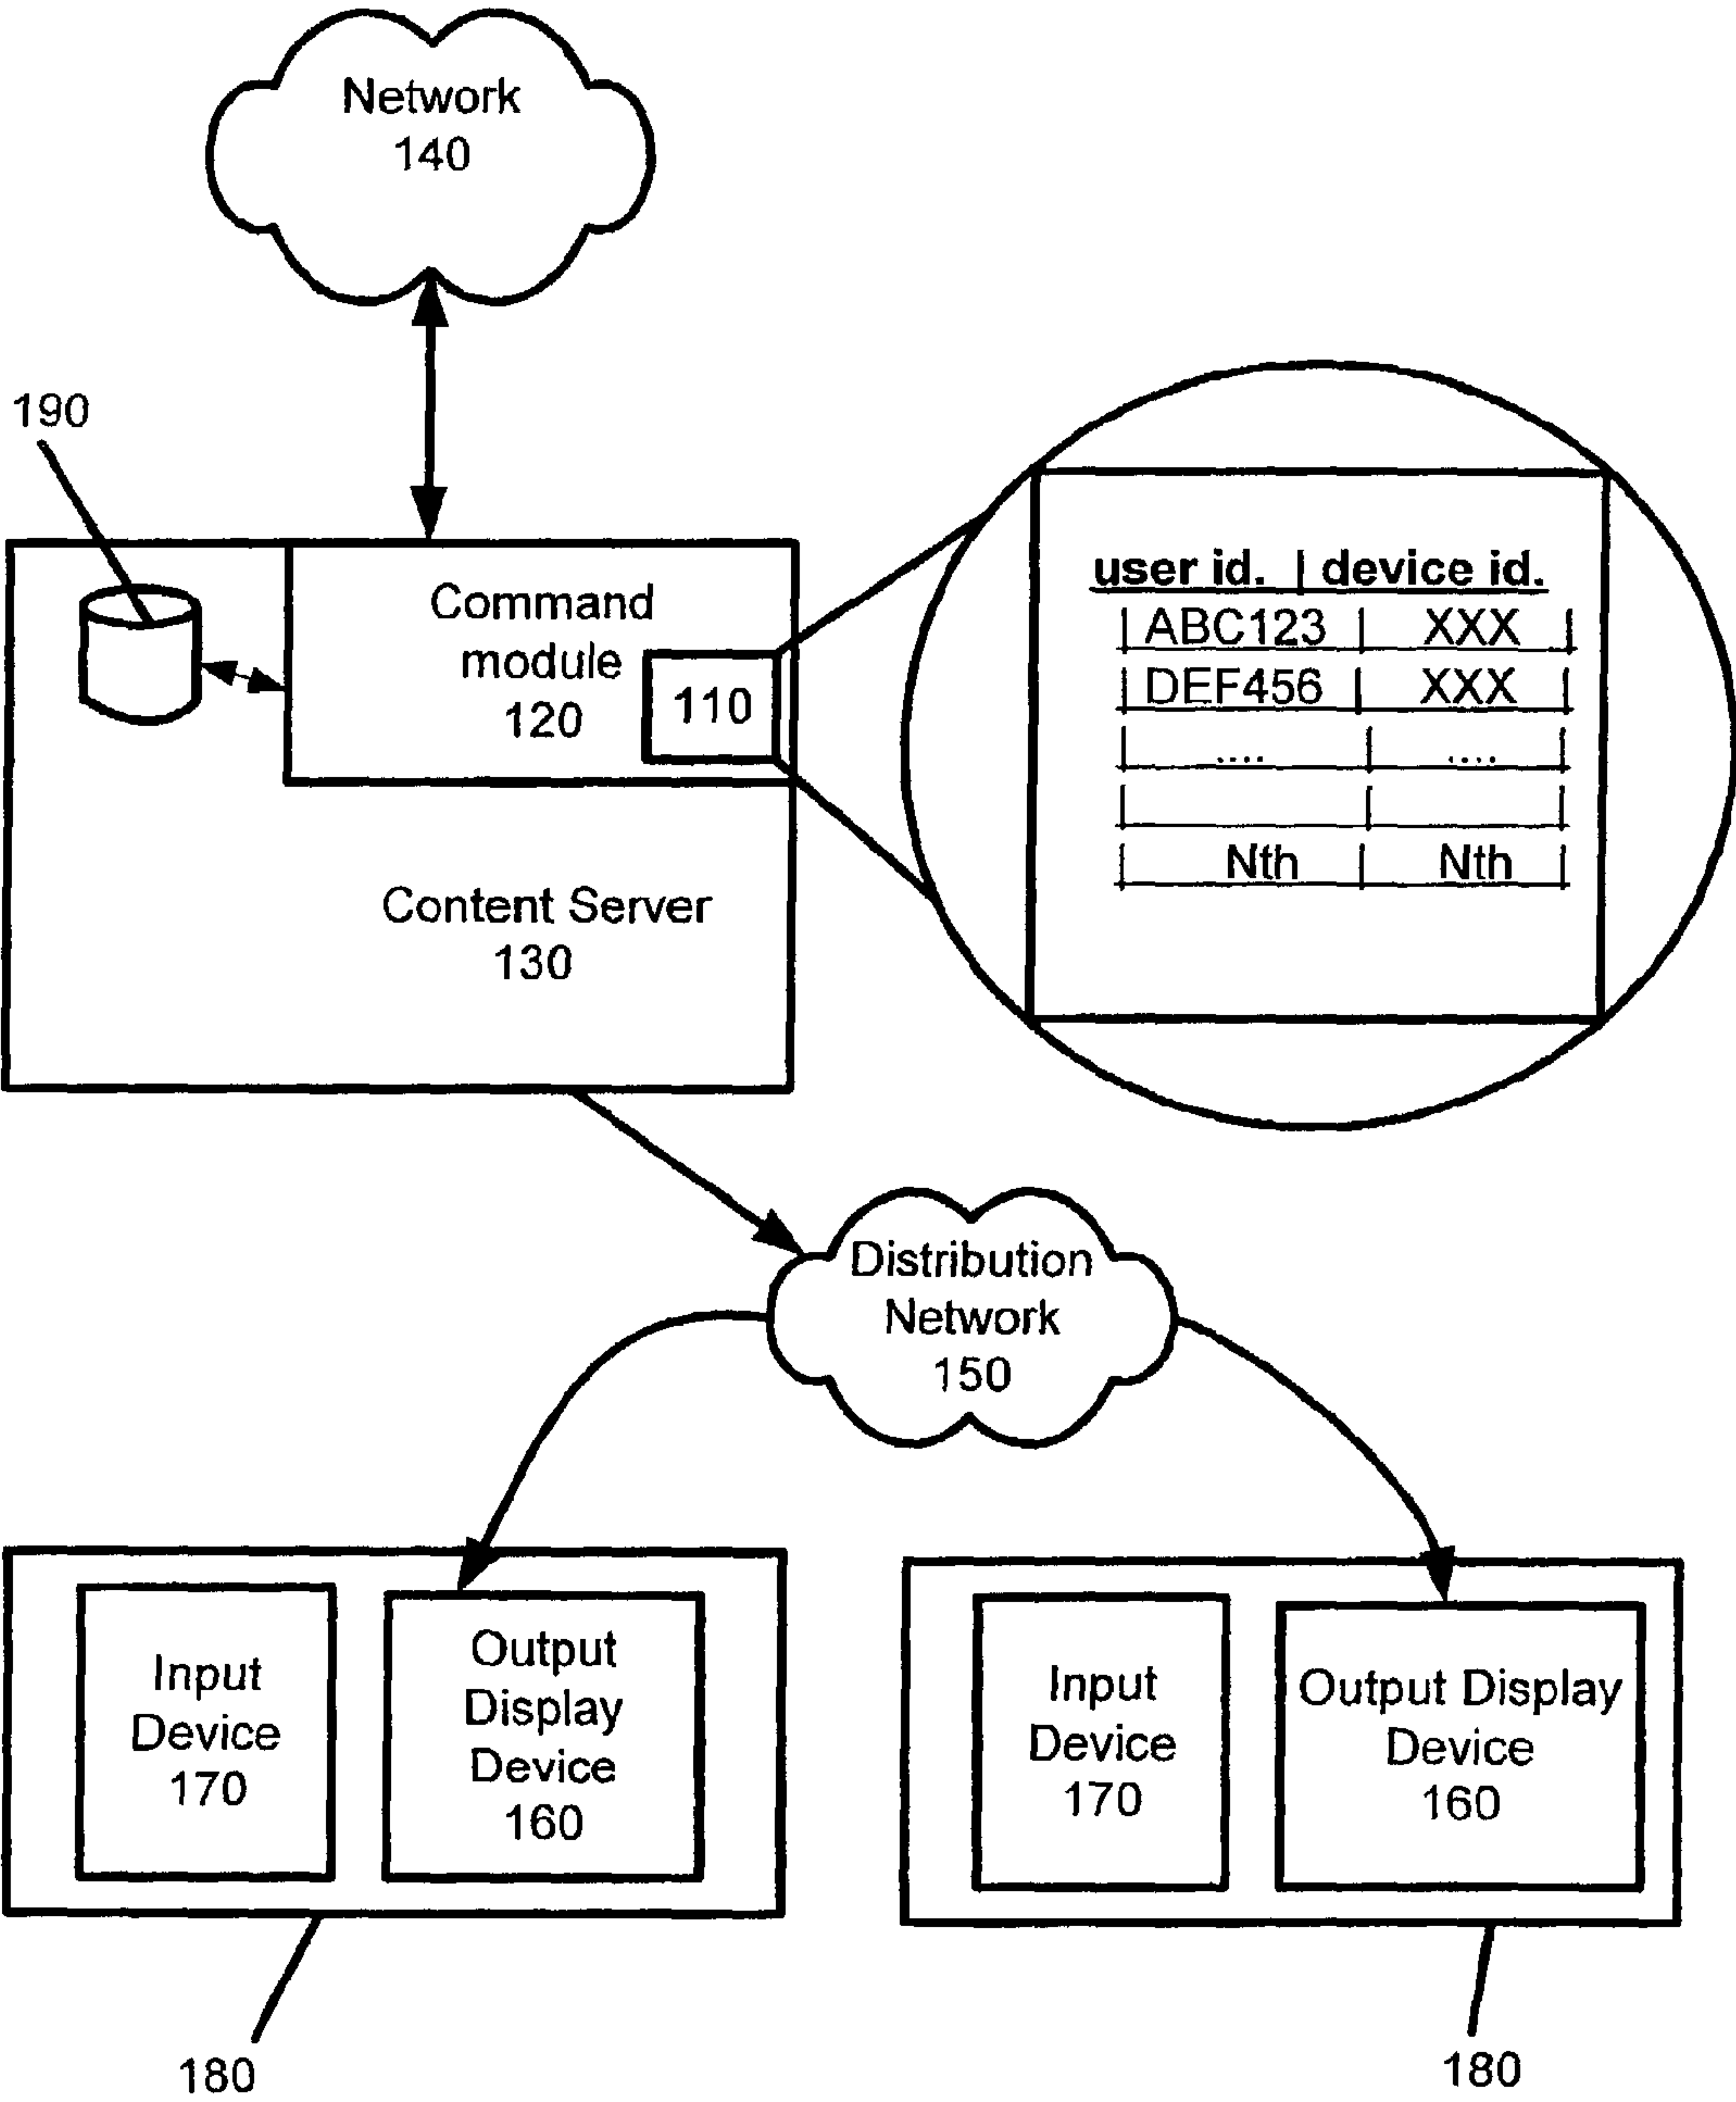 Network
140
190
Command
module
120
110
user id. | device id.
| ABC123 | XXX |
| DEF456 | XXX |
| .... | .... |
| | |
| Nth | Nth |
Content Server
130
Distribution
Network
150
Input
Device
170
Output
Display
Device
160
Input
Device
170
Output Display
Device
160
180
180